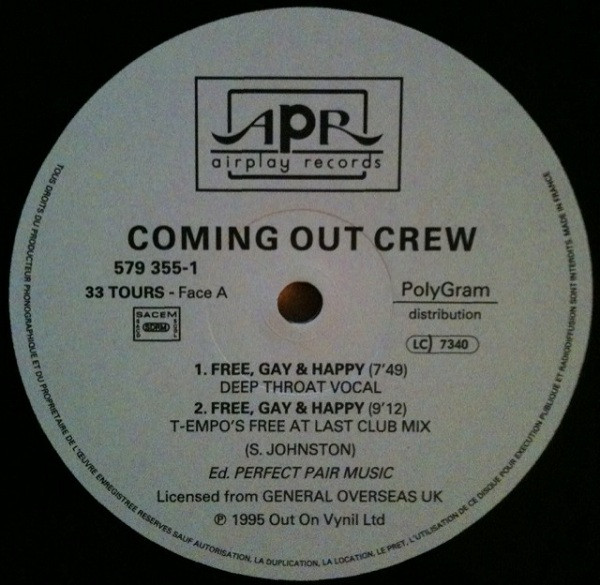 APR
airplay records
COMING OUT CREW
579 355-1
33 TOURS - Face A
PolyGram
distribution
SACEM
SDRM
LC 7340
1. FREE, GAY & HAPPY (7'49)
DEEP THROAT VOCAL
2. FREE, GAY & HAPPY (9'12)
T-EMPO'S FREE AT LAST CLUB MIX
(S. JOHNSTON)
Ed. PERFECT PAIR MUSIC
Licensed from GENERAL OVERSEAS UK
℗ 1995 Out On Vynil Ltd
TOUS DROITS DU PRODUCTEUR PHONOGRAPHIQUE ET DU PROPRIETAIRE DE L'ŒUVRE ENREGISTREE RESERVES SAUF AUTORISATION, LA DUPLICATION, LA LOCATION, LE PRET, L'UTILISATION DE CE DISQUE POUR EXECUTION PUBLIQUE ET RADIODIFFUSION SONT INTERDITS. MADE IN FRANCE